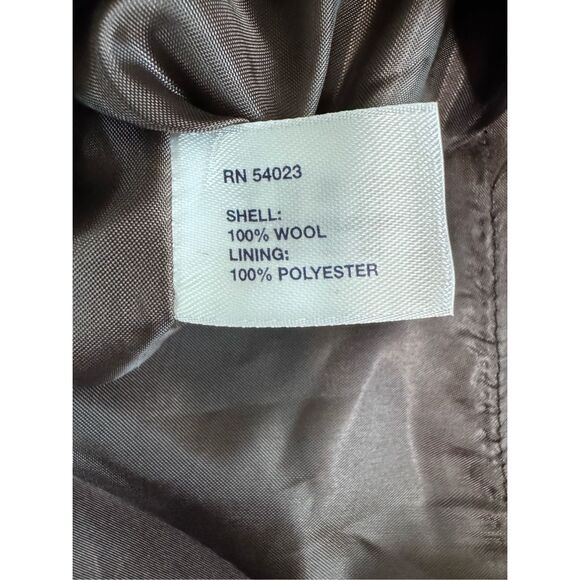 RN 54023
SHELL:
100% WOOL
LINING:
100% POLYESTER